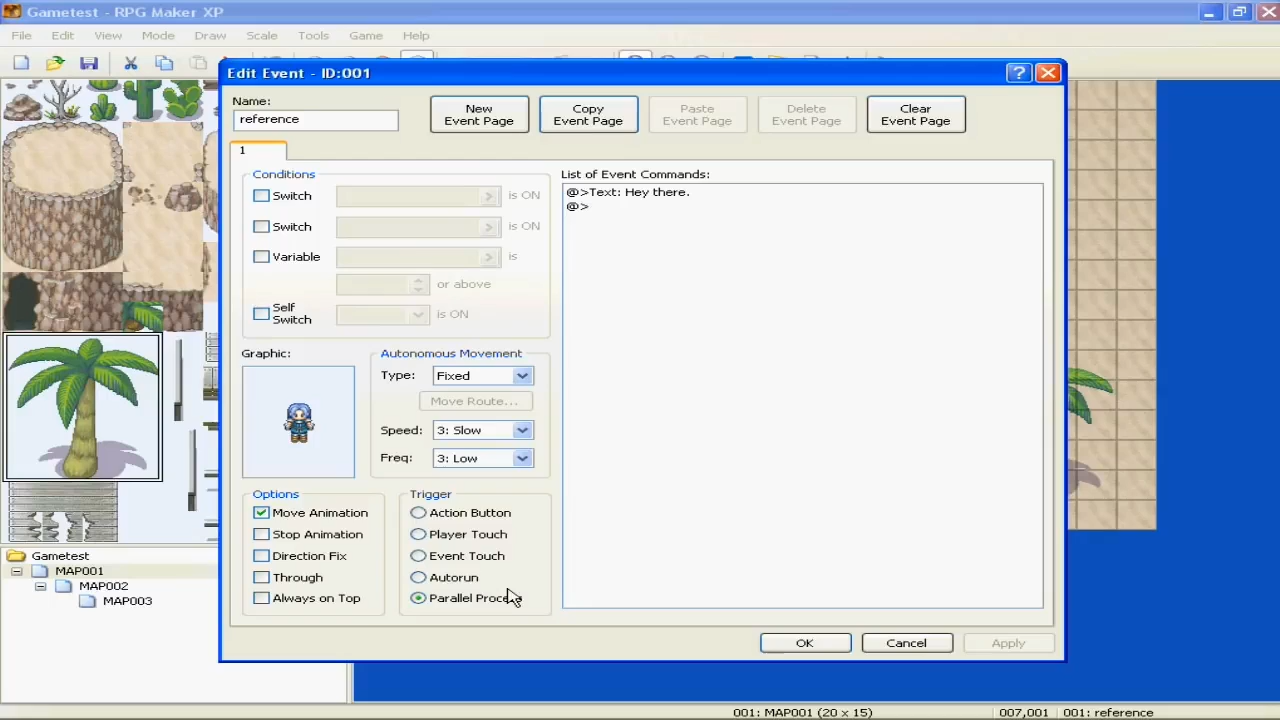 Gametest - RPG Maker XP
File Edit View Mode Draw Scale Tools Game Help
Edit Event - ID:001
Name:
reference
New Event Page
Copy Event Page
Paste Event Page
Delete Event Page
Clear Event Page
1
Conditions
Switch is ON
Switch is ON
Variable is
or above
Self Switch is ON
Graphic:
Autonomous Movement
Type: Fixed
Move Route...
Speed: 3: Slow
Freq: 3: Low
Options
Move Animation
Stop Animation
Direction Fix
Through
Always on Top
Trigger
Action Button
Player Touch
Event Touch
Autorun
Parallel Process
List of Event Commands:
@>Text: Hey there.
@>
OK Cancel Apply
Gametest
MAP001
MAP002
MAP003
001: MAP001 (20 x 15) 007,001 001: reference